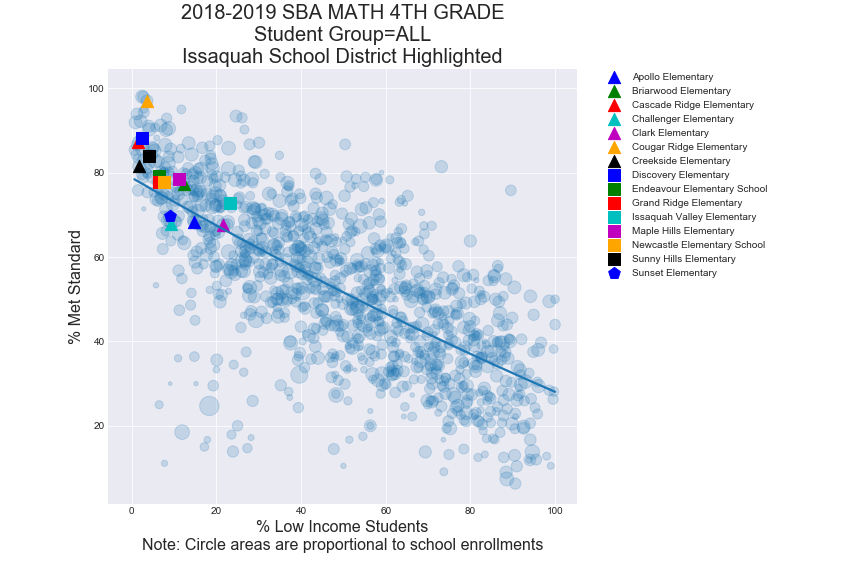 2018-2019 SBA MATH 4TH GRADE
Student Group=ALL
Issaquah School District Highlighted
% Met Standard
100
80
60
40
20
0 20 40 60 80 100
% Low Income Students
Note: Circle areas are proportional to school enrollments
Apollo Elementary
Briarwood Elementary
Cascade Ridge Elementary
Challenger Elementary
Clark Elementary
Cougar Ridge Elementary
Creekside Elementary
Discovery Elementary
Endeavour Elementary School
Grand Ridge Elementary
Issaquah Valley Elementary
Maple Hills Elementary
Newcastle Elementary School
Sunny Hills Elementary
Sunset Elementary